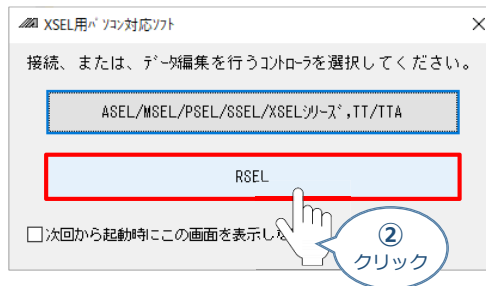 XSEL用パソコン対応ソフト
接続、または、データ編集を行うコントローラを選択してください。
ASEL/MSEL/PSEL/SSEL/XSELシリーズ,TT/TTA
RSEL
次回から起動時にこの画面を表示しな
②
クリック